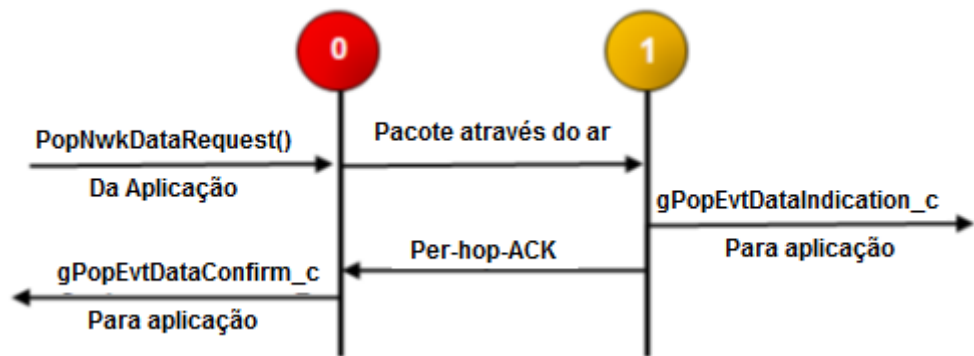 0
1
PopNwkDataRequest()
Da Aplicação
Pacote através do ar
gPopEvtDataIndication_c
Para aplicação
Per-hop-ACK
gPopEvtDataConfirm_c
Para aplicação